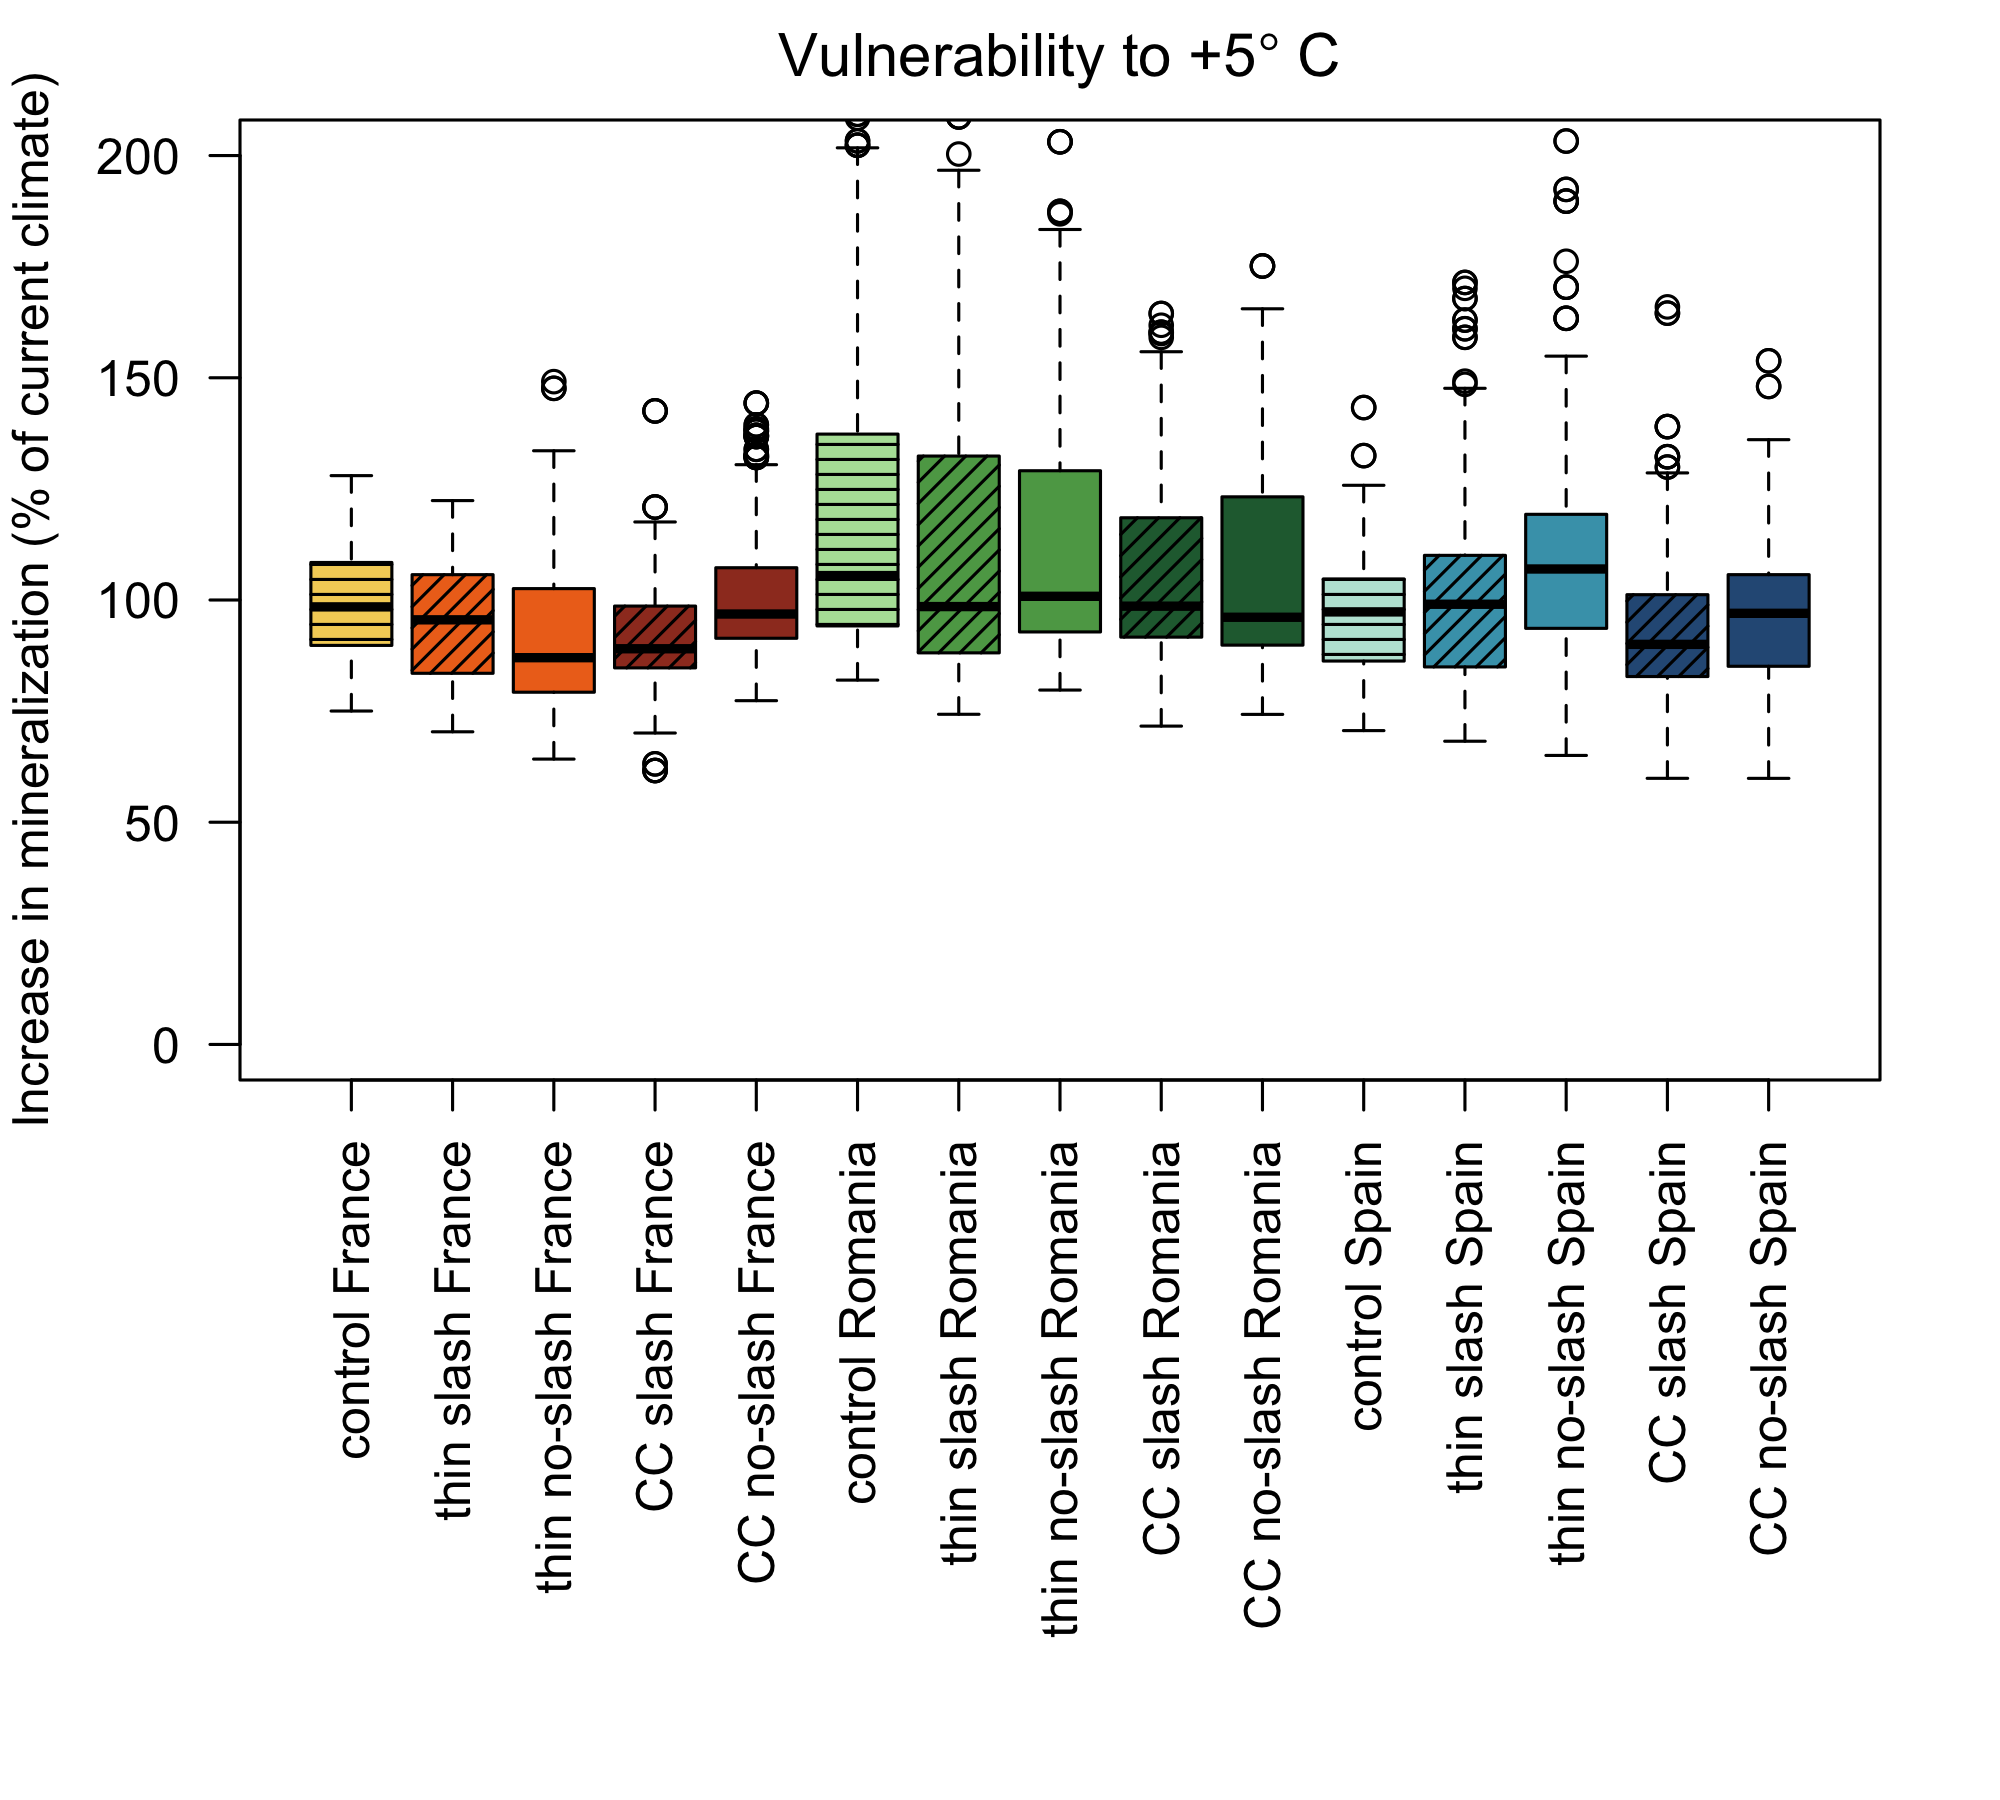 Vulnerability to +5° C
Increase in mineralization (% of current climate)
200
150
100
50
0
control France
thin slash France
thin no-slash France
CC slash France
CC no-slash France
control Romania
thin slash Romania
thin no-slash Romania
CC slash Romania
CC no-slash Romania
control Spain
thin slash Spain
thin no-slash Spain
CC slash Spain
CC no-slash Spain